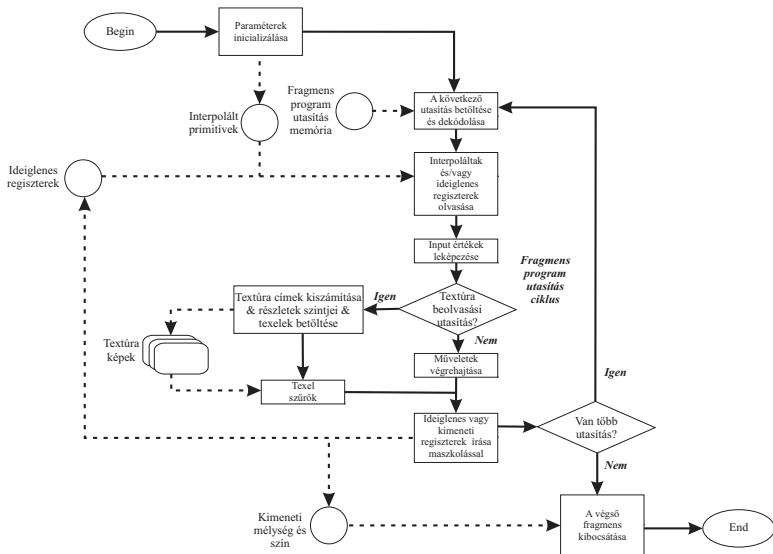 Begin
Paraméterek
inicializálása
Fragmens
program
utasítás
memória
A következő
utasítás betöltése
és dekódolása
Interpolált
primitívek
Ideiglenes
regiszterek
Interpoláltak
és/vagy
ideiglenes
regiszterek
olvasása
Input értékek
leképezése
Fragmens
program
utasítás
ciklus
Textúra címek kiszámítása
& részletek szintjei &
texelek betöltése
Igen
Textúra
beolvasási
utasítás?
Nem
Textúra
képek
Műveletek
végrehajtása
Igen
Texel
szűrők
Ideiglenes vagy
kimeneti
regiszterek írása
maszkolással
Van több
utasítás?
Nem
Kimeneti
mélység és
szín
A végső
fragmens
kibocsátása
End